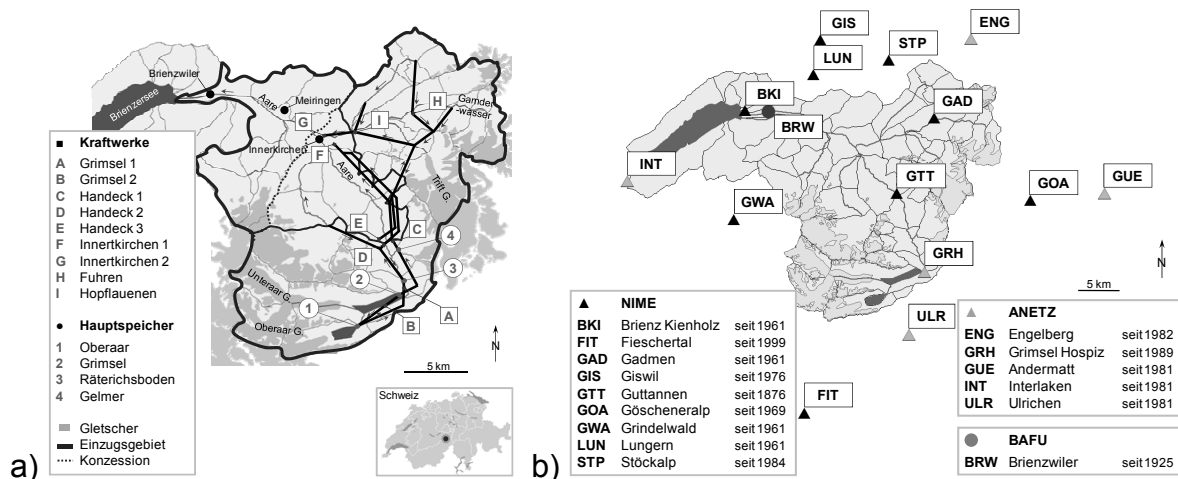 a)
Brienzwiler
Brienzersee
Aare
Meiringen
G
H
Gamder-
wasser
I
Innerkirchen
F
Aare
Trift G.
E
C
4
D
3
2
Unteraar G.
1
Oberaar G.
A
B
N
5 km
Kraftwerke
A Grimsel 1
B Grimsel 2
C Handeck 1
D Handeck 2
E Handeck 3
F Innertkirchen 1
G Innertkirchen 2
H Fuhren
I Hopflauenen
Hauptspeicher
1 Oberaar
2 Grimsel
3 Räterichsboden
4 Gelmer
Gletscher
Einzugsgebiet
Konzession
Schweiz
b)
GIS
ENG
STP
LUN
BKI
GAD
BRW
INT
GTT
GOA
GUE
GWA
GRH
N
5 km
ULR
FIT
NIME
BKI Brienz Kienholz seit 1961
FIT Fieschertal seit 1999
GAD Gadmen seit 1961
GIS Giswil seit 1976
GTT Guttannen seit 1876
GOA Göscheneralp seit 1969
GWA Grindelwald seit 1961
LUN Lungern seit 1961
STP Stöckalp seit 1984
ANETZ
ENG Engelberg seit 1982
GRH Grimsel Hospiz seit 1989
GUE Andermatt seit 1981
INT Interlaken seit 1981
ULR Ulrichen seit 1981
BAFU
BRW Brienzwiler seit 1925